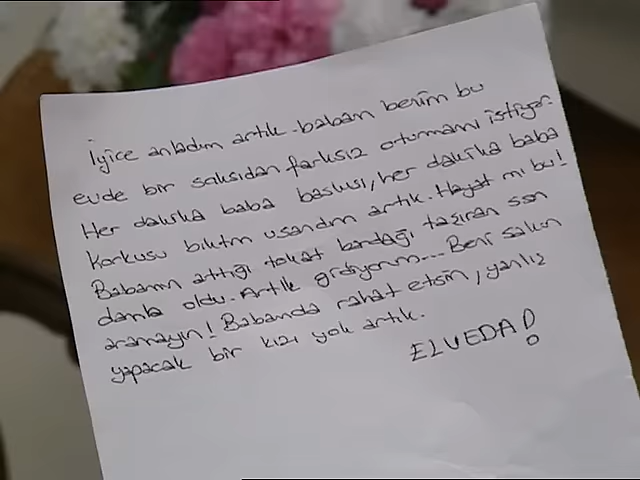 İyice anladım artık. babam benim bu
evde bir saksıdan farksız oturmamı istiyor.
Her dakika baba baskısı, her dakika baba
korkusu bıktım usandım artık. Hayat mı bu!
Babamın attığı tokat bardağı taşıran son
damla oldu. Artık gidiyorum... Beni sakın
aramayın! Babamda rahat etsin, yanlış
yapacak bir kızı yok artık.
ELVEDA!